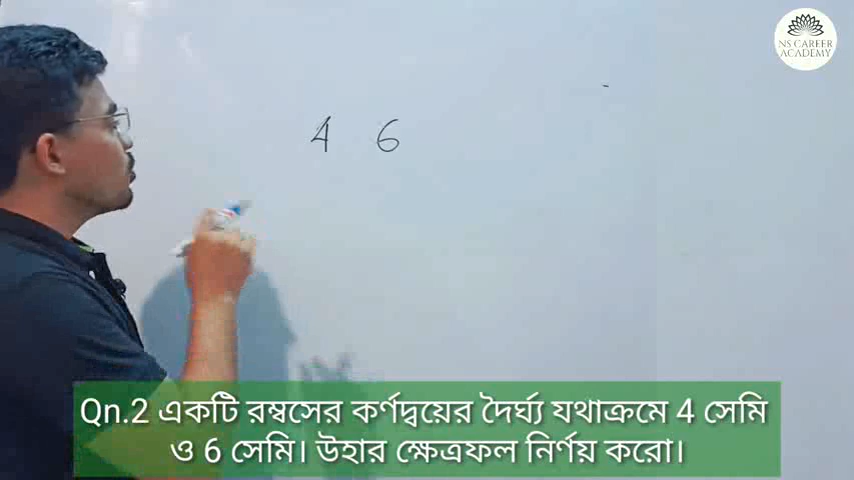 NS CAREER
ACADEMY
4 6
Qn.2 একটি রম্বসের কর্ণদ্বয়ের দৈর্ঘ্য যথাক্রমে 4 সেমি
ও 6 সেমি। উহার ক্ষেত্রফল নির্ণয় করো।